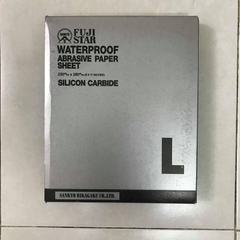 FUJI
STAR
WATERPROOF
ABRASIVE PAPER
SHEET
SILICON CARBIDE
L
SANKYO RIKAGAKU CO., LTD.